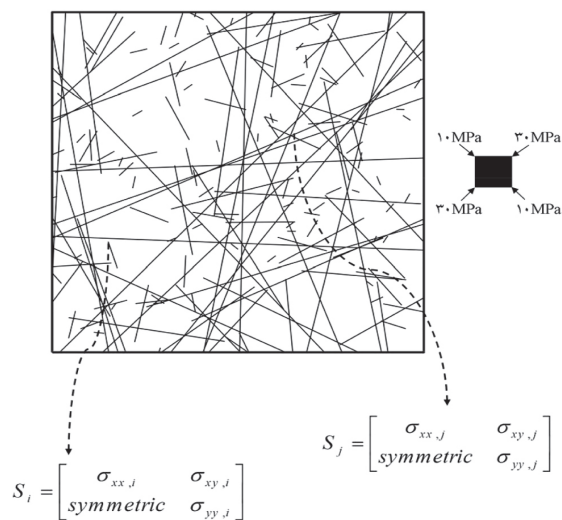 ۱۰MPa ۳۰MPa
۳۰MPa ۱۰MPa
S_j = [ σ_xx,j σ_xy,j
symmetric σ_yy,j ]
S_i = [ σ_xx,i σ_xy,i
symmetric σ_yy,i ]